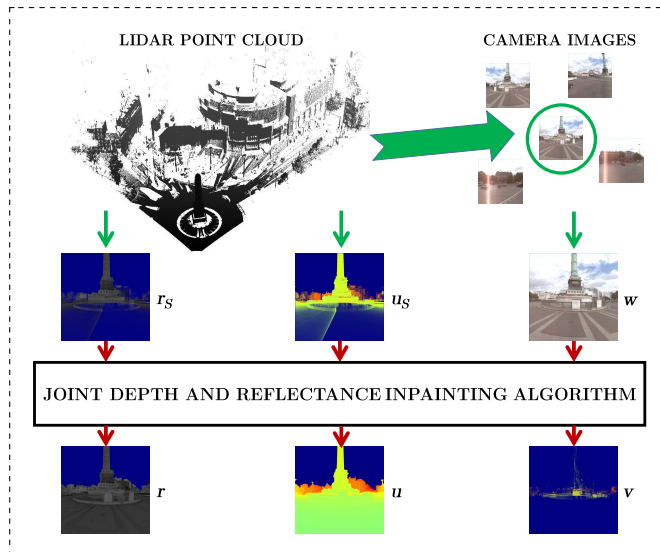 LIDAR POINT CLOUD
CAMERA IMAGES
r_S
u_S
w
JOINT DEPTH AND REFLECTANCE INPAINTING ALGORITHM
r
u
v